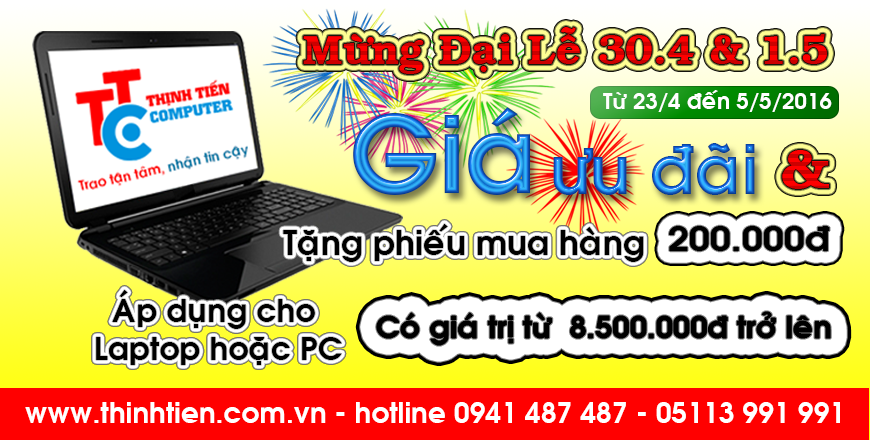 TTC
THỊNH TIẾN
COMPUTER
Trao tận tâm, nhận tin cậy
Mừng Đại Lễ 30.4 & 1.5
Từ 23/4 đến 5/5/2016
Giá ưu đãi &
Tặng phiếu mua hàng 200.000đ
Áp dụng cho
Laptop hoặc PC
Có giá trị từ 8.500.000đ trở lên
www.thinhtien.com.vn - hotline 0941 487 487 - 05113 991 991